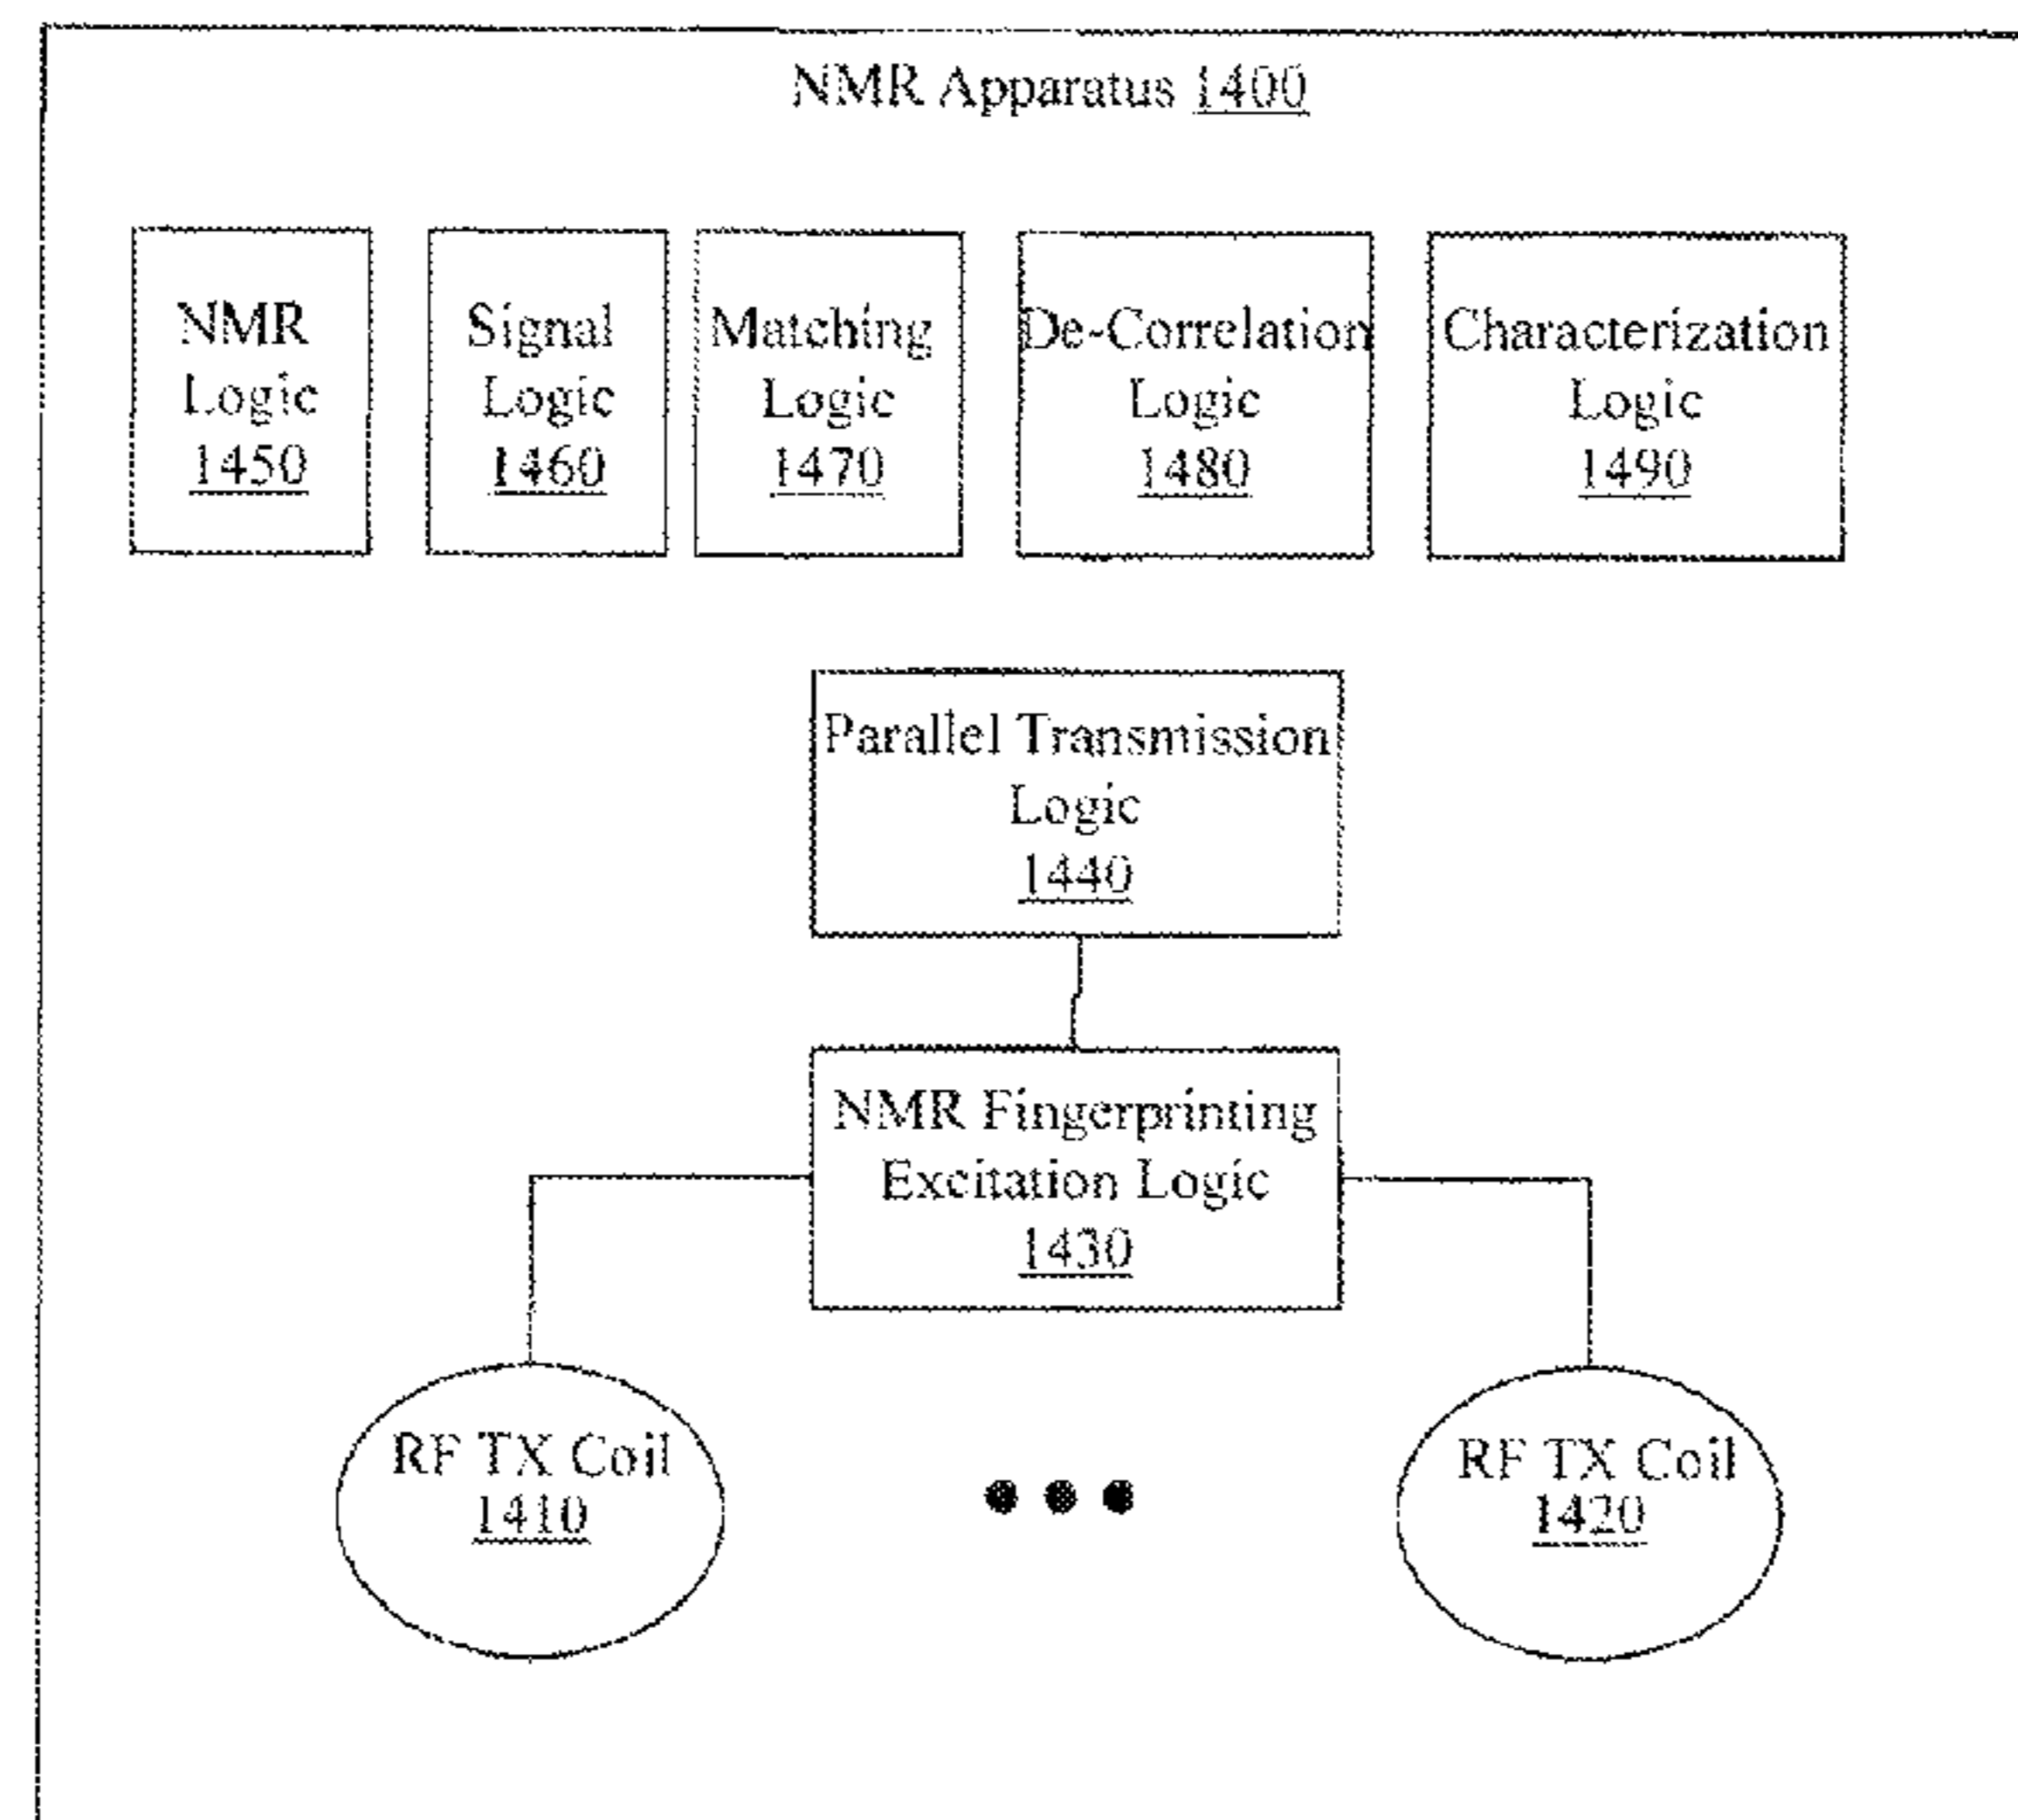 NMR Apparatus 1400
NMR
Logic
1450
Signal
Logic
1460
Matching
Logic
1470
De-Correlation
Logic
1480
Characterization
Logic
1490
Parallel Transmission
Logic
1440
NMR Fingerprinting
Excitation Logic
1430
RF TX Coil
1410
RF TX Coil
1420